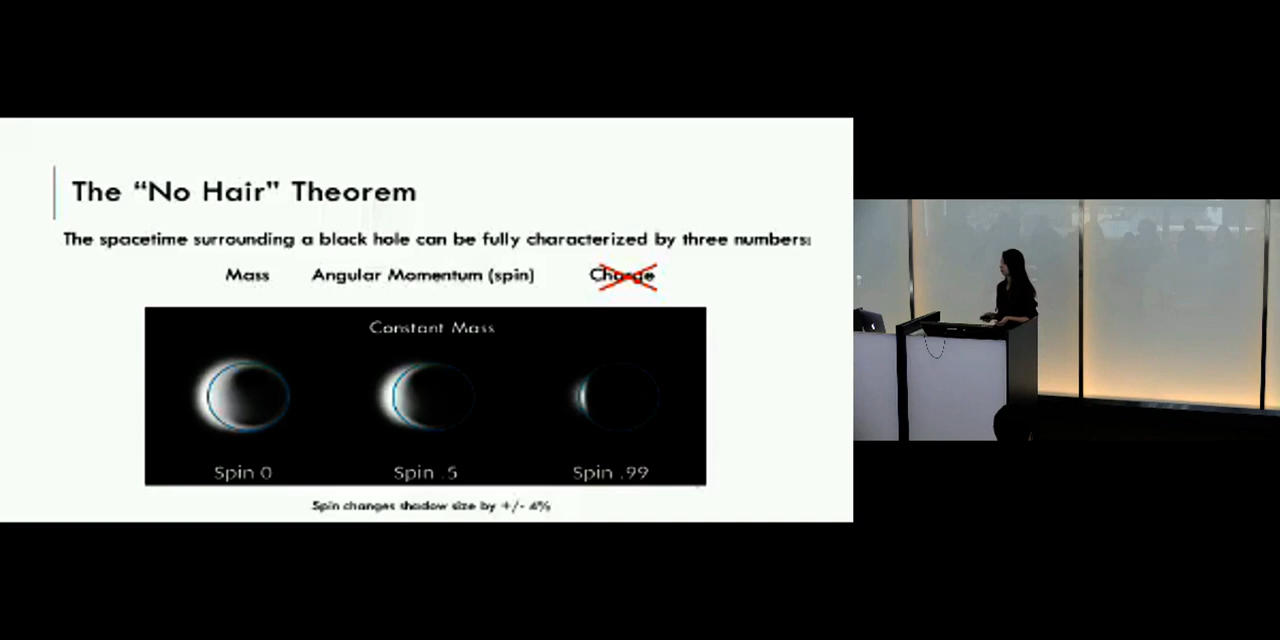 The “No Hair” Theorem
The spacetime surrounding a black hole can be fully characterized by three numbers:
Mass Angular Momentum (spin) Charge
Constant Mass
Spin 0 Spin .5 Spin .99
Spin changes shadow size by +/- 4%